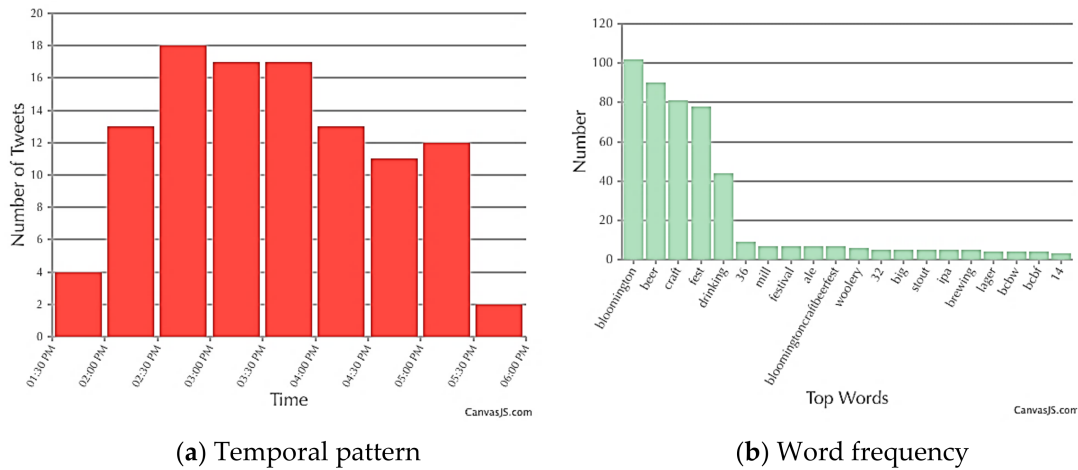 20
18
16
14
12
10
8
6
4
2
0
Number of Tweets
01:30 PM
02:00 PM
02:30 PM
03:00 PM
03:30 PM
04:00 PM
04:30 PM
05:00 PM
05:30 PM
06:00 PM
Time
CanvasJS.com
(a) Temporal pattern
120
100
80
60
40
20
0
Number
bloomington
beer
craft
fest
drinking
36
mill
festival
ale
bloomingtoncraftbeerfest
woolery
32
big
stout
ipa
brewing
lager
bcbw
bcbf
14
Top Words
CanvasJS.com
(b) Word frequency